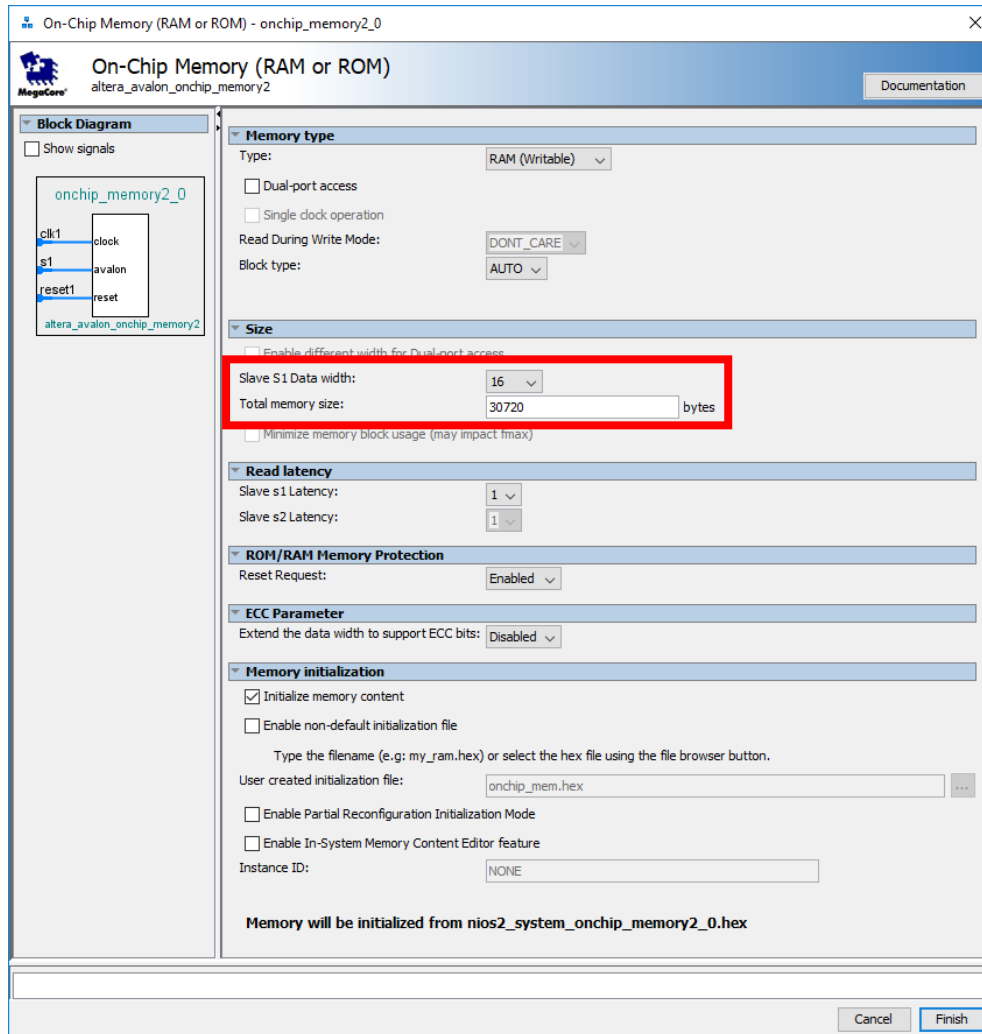 On-Chip Memory (RAM or ROM) - onchip_memory2_0
On-Chip Memory (RAM or ROM)
MegaCore'
altera_avalon_onchip_memory2
Documentation
Block Diagram
Show signals
onchip_memory2_0
clk1
clock
s1
avalon
reset1
reset
altera_avalon_onchip_memory2
Memory type
Type: RAM (Writable)
Dual-port access
Single clock operation
Read During Write Mode: DONT_CARE
Block type: AUTO
Size
Enable different width for Dual-port access
Slave S1 Data width: 16
Total memory size: 30720 bytes
Minimize memory block usage (may impact fmax)
Read latency
Slave s1 Latency: 1
Slave s2 Latency: 1
ROM/RAM Memory Protection
Reset Request: Enabled
ECC Parameter
Extend the data width to support ECC bits: Disabled
Memory initialization
Initialize memory content
Enable non-default initialization file
Type the filename (e.g: my_ram.hex) or select the hex file using the file browser button.
User created initialization file: onchip_mem.hex ...
Enable Partial Reconfiguration Initialization Mode
Enable In-System Memory Content Editor feature
Instance ID: NONE
Memory will be initialized from nios2_system_onchip_memory2_0.hex
Cancel Finish